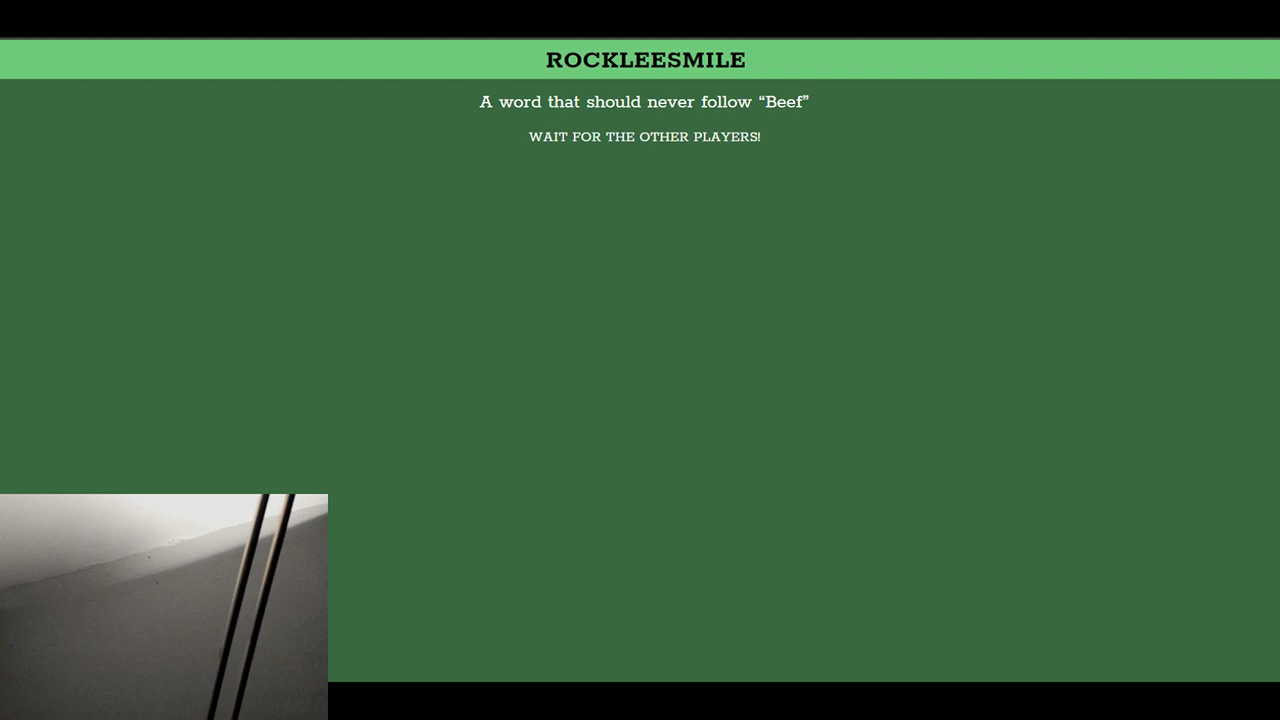 ROCKLEESMILE
A word that should never follow “Beef”
WAIT FOR THE OTHER PLAYERS!